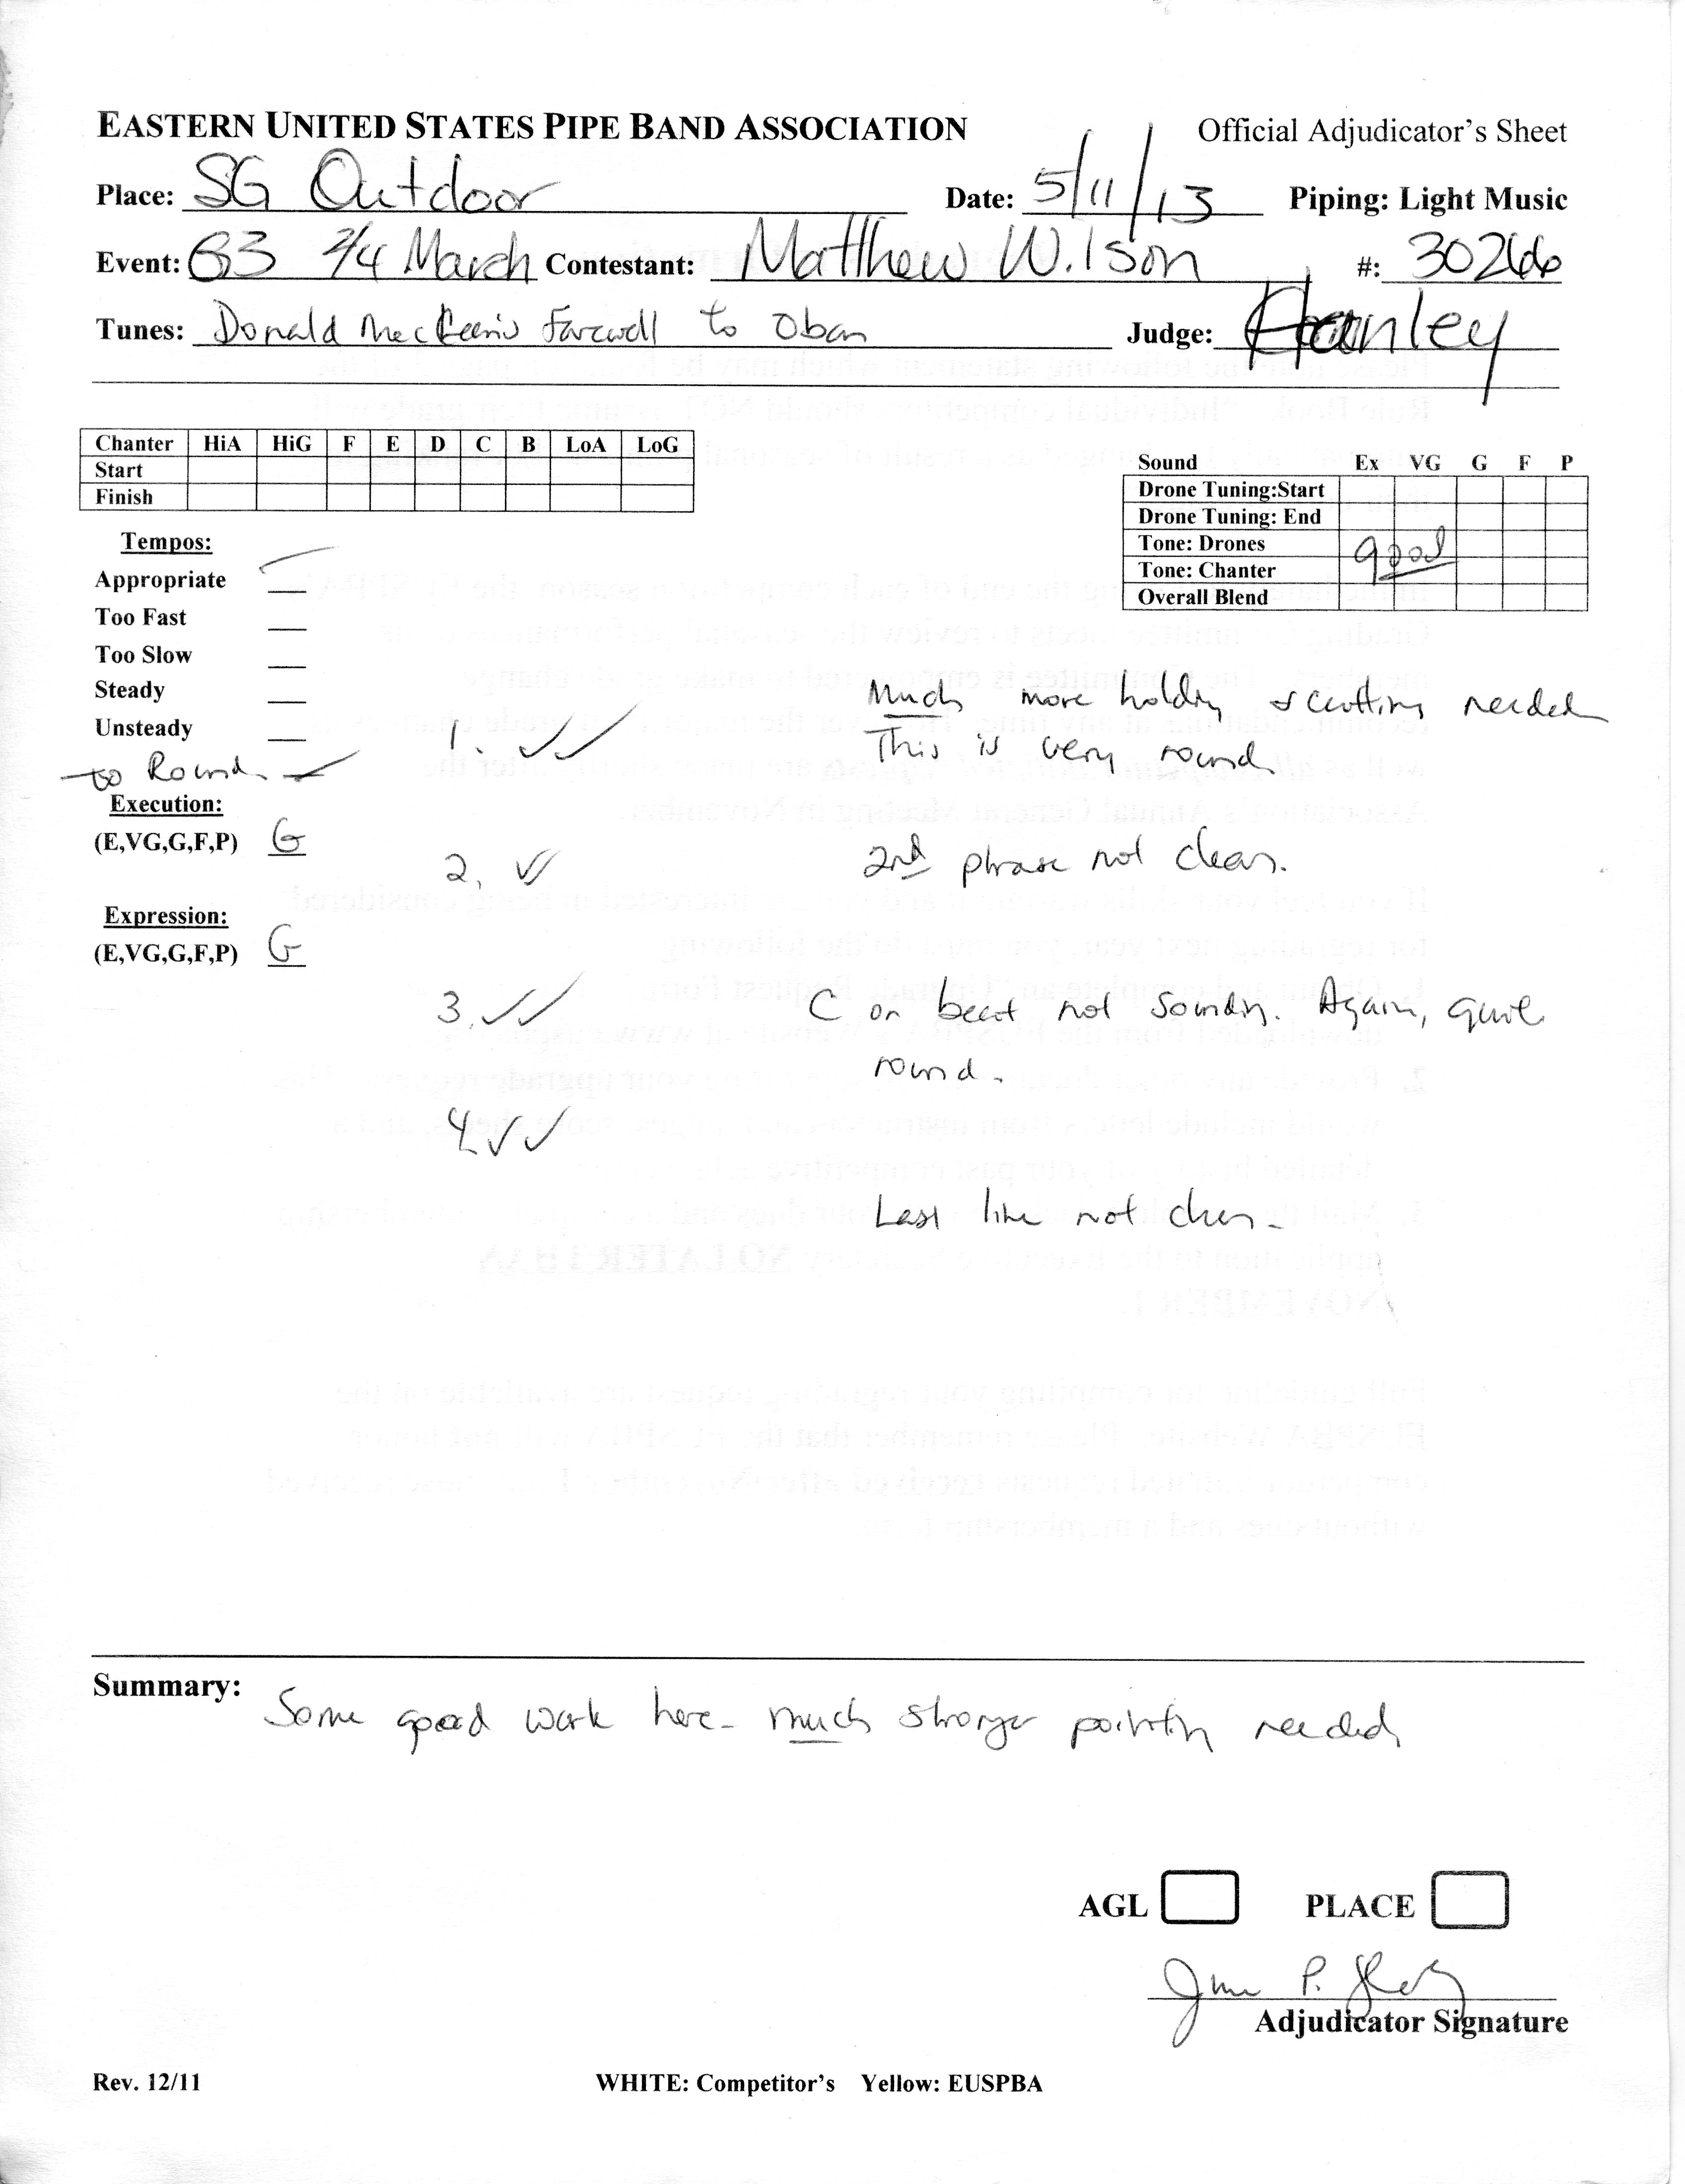 EASTERN UNITED STATES PIPE BAND ASSOCIATION Official Adjudicator's Sheet
Place: SG Outdoor Date: 5/11/13 Piping: Light Music
Event: G3 2/4 March Contestant: Matthew Wilson #: 30266
Tunes: Donald Farewell to Oban Judge: Hanley
Chanter HiA HiG F E D C B LoA LoG
Start
Finish
Sound Ex VG G F P
Drone Tuning:Start
Drone Tuning: End
Tone: Drones good
Tone: Chanter
Overall Blend
Tempos:
Appropriate
Too Fast
Too Slow
Steady
Unsteady
to Round ✓
Execution:
(E,VG,G,F,P) G
Expression:
(E,VG,G,F,P) G
1. ✓✓ Much more holding & cutting needed
This is very round
2. ✓✓ 2nd phrase not clean.
3. ✓✓ C on beat not sounding. Again, quite
round.
4. ✓✓
Last line not clean.
Summary: Some good work here - much stronger pointing needed
AGL PLACE
Adjudicator Signature
Rev. 12/11 WHITE: Competitor's Yellow: EUSPBA